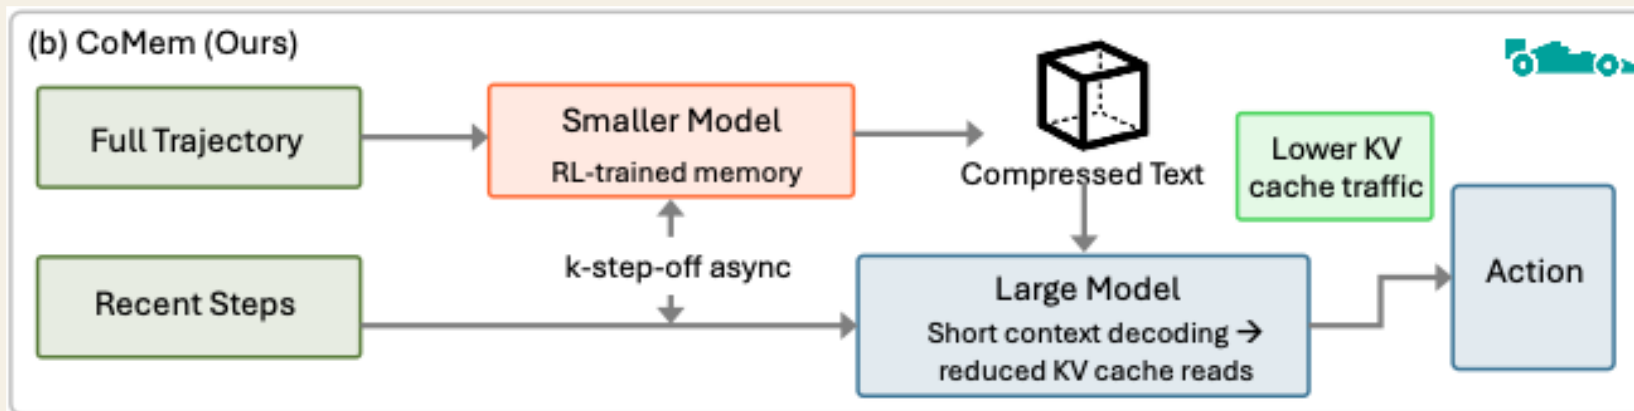 (b) CoMem (Ours)
Full Trajectory
Smaller Model
RL-trained memory
Compressed Text
Lower KV
cache traffic
Recent Steps
k-step-off async
Large Model
Short context decoding →
reduced KV cache reads
Action